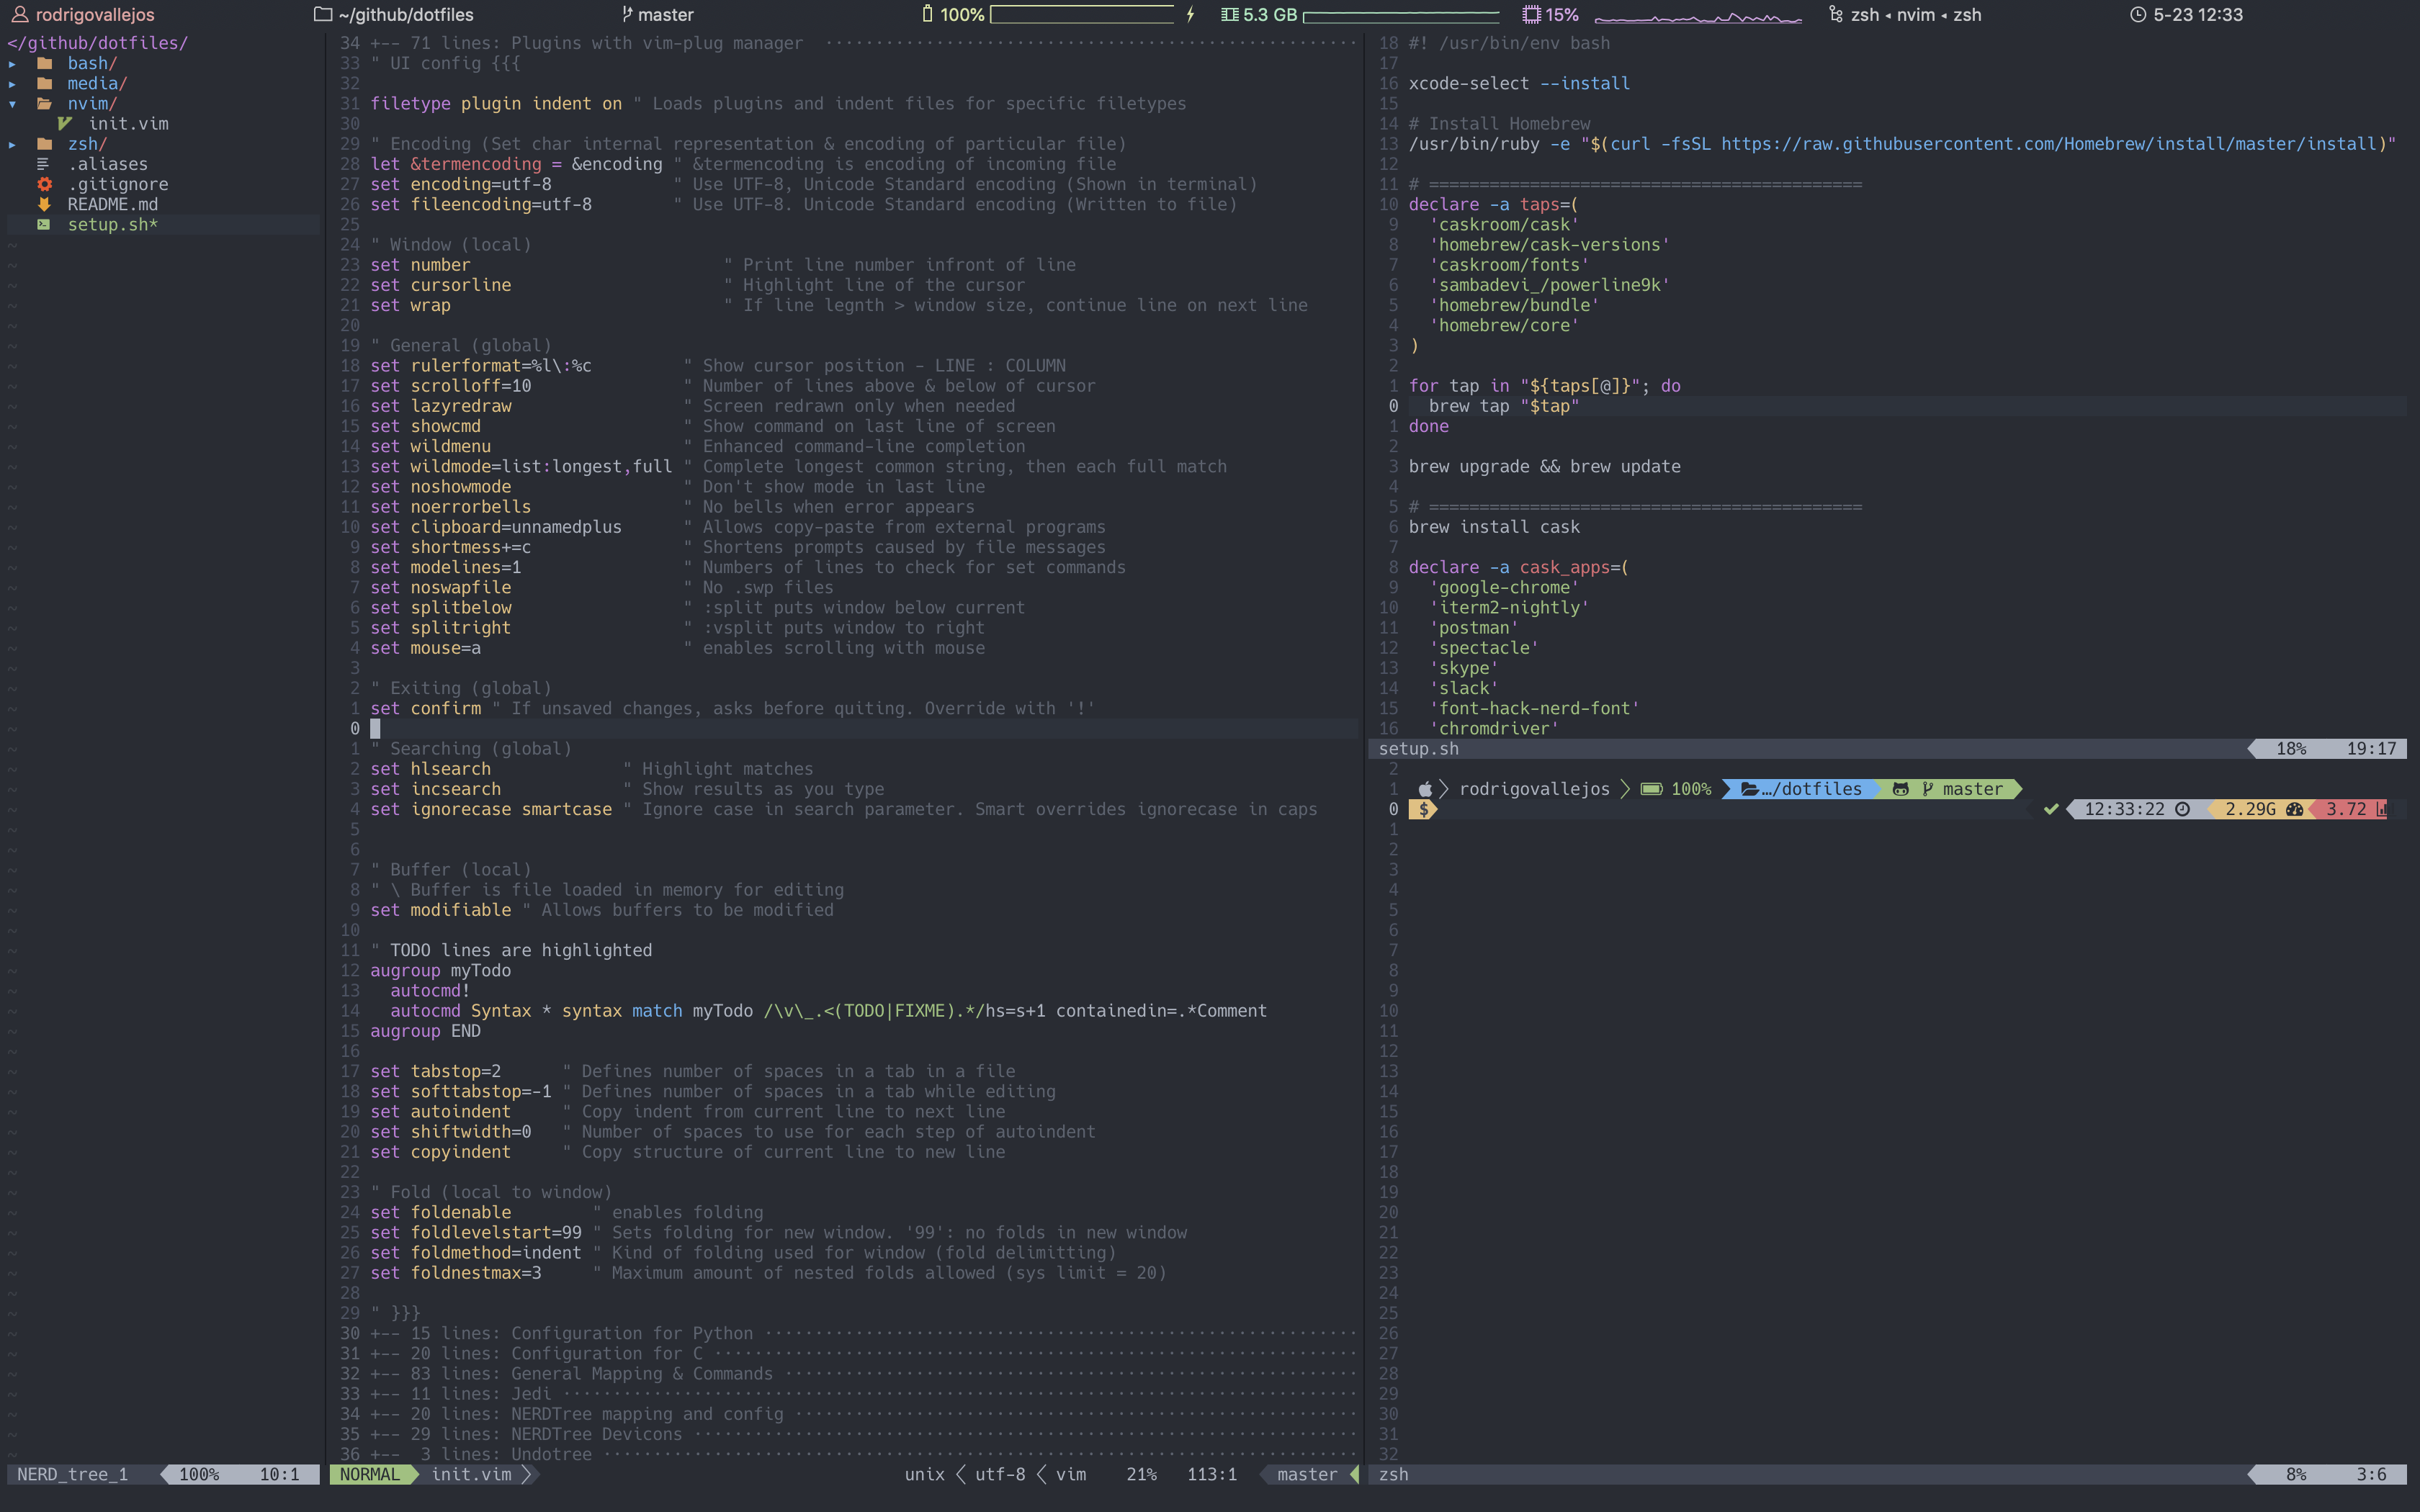 rodrigovallejos ~/github/dotfiles master 100% 5.3 GB 15% zsh ◂ nvim ◂ zsh 5-23 12:33
</github/dotfiles/
▸ bash/
▸ media/
▾ nvim/
init.vim
▸ zsh/
.aliases
.gitignore
README.md
setup.sh*
NERD_tree_1 100% 10:1
34 +-- 71 lines: Plugins with vim-plug manager ·····················································
33 " UI config {{{
32
31 filetype plugin indent on " Loads plugins and indent files for specific filetypes
30
29 " Encoding (Set char internal representation & encoding of particular file)
28 let &termencoding = &encoding " &termencoding is encoding of incoming file
27 set encoding=utf-8 " Use UTF-8, Unicode Standard encoding (Shown in terminal)
26 set fileencoding=utf-8 " Use UTF-8. Unicode Standard encoding (Written to file)
25
24 " Window (local)
23 set number " Print line number infront of line
22 set cursorline " Highlight line of the cursor
21 set wrap " If line legnth > window size, continue line on next line
20
19 " General (global)
18 set rulerformat=%l\:%c " Show cursor position - LINE : COLUMN
17 set scrolloff=10 " Number of lines above & below of cursor
16 set lazyredraw " Screen redrawn only when needed
15 set showcmd " Show command on last line of screen
14 set wildmenu " Enhanced command-line completion
13 set wildmode=list:longest,full " Complete longest common string, then each full match
12 set noshowmode " Don't show mode in last line
11 set noerrorbells " No bells when error appears
10 set clipboard=unnamedplus " Allows copy-paste from external programs
9 set shortmess+=c " Shortens prompts caused by file messages
8 set modelines=1 " Numbers of lines to check for set commands
7 set noswapfile " No .swp files
6 set splitbelow " :split puts window below current
5 set splitright " :vsplit puts window to right
4 set mouse=a " enables scrolling with mouse
3
2 " Exiting (global)
1 set confirm " If unsaved changes, asks before quiting. Override with '!'
0
1 " Searching (global)
2 set hlsearch " Highlight matches
3 set incsearch " Show results as you type
4 set ignorecase smartcase " Ignore case in search parameter. Smart overrides ignorecase in caps
5
6
7 " Buffer (local)
8 " \ Buffer is file loaded in memory for editing
9 set modifiable " Allows buffers to be modified
10
11 " TODO lines are highlighted
12 augroup myTodo
13 autocmd!
14 autocmd Syntax * syntax match myTodo /\v\_.<(TODO|FIXME).*/hs=s+1 containedin=.*Comment
15 augroup END
16
17 set tabstop=2 " Defines number of spaces in a tab in a file
18 set softtabstop=-1 " Defines number of spaces in a tab while editing
19 set autoindent " Copy indent from current line to next line
20 set shiftwidth=0 " Number of spaces to use for each step of autoindent
21 set copyindent " Copy structure of current line to new line
22
23 " Fold (local to window)
24 set foldenable " enables folding
25 set foldlevelstart=99 " Sets folding for new window. '99': no folds in new window
26 set foldmethod=indent " Kind of folding used for window (fold delimitting)
27 set foldnestmax=3 " Maximum amount of nested folds allowed (sys limit = 20)
28
29 " }}}
30 +-- 15 lines: Configuration for Python ···························································
31 +-- 20 lines: Configuration for C ································································
32 +-- 83 lines: General Mapping & Commands ·························································
33 +-- 11 lines: Jedi ···············································································
34 +-- 20 lines: NERDTree mapping and config ························································
35 +-- 29 lines: NERDTree Devicons ··································································
36 +-- 3 lines: Undotree ···········································································
NORMAL init.vim unix utf-8 vim 21% 113:1 master
18 #! /usr/bin/env bash
17
16 xcode-select --install
15
14 # Install Homebrew
13 /usr/bin/ruby -e "$(curl -fsSL https://raw.githubusercontent.com/Homebrew/install/master/install)"
12
11 # ===========================================
10 declare -a taps=(
9 'caskroom/cask'
8 'homebrew/cask-versions'
7 'caskroom/fonts'
6 'sambadevi_/powerline9k'
5 'homebrew/bundle'
4 'homebrew/core'
3 )
2
1 for tap in "${taps[@]}"; do
0 brew tap "$tap"
1 done
2
3 brew upgrade && brew update
4
5 # ===========================================
6 brew install cask
7
8 declare -a cask_apps=(
9 'google-chrome'
10 'iterm2-nightly'
11 'postman'
12 'spectacle'
13 'skype'
14 'slack'
15 'font-hack-nerd-font'
16 'chromdriver'
setup.sh 18% 19:17
2
1 rodrigovallejos 100% …/dotfiles master
0 $ 12:33:22 2.29G 3.72
1
2
3
4
5
6
7
8
9
10
11
12
13
14
15
16
17
18
19
20
21
22
23
24
25
26
27
28
29
30
31
32
zsh 8% 3:6